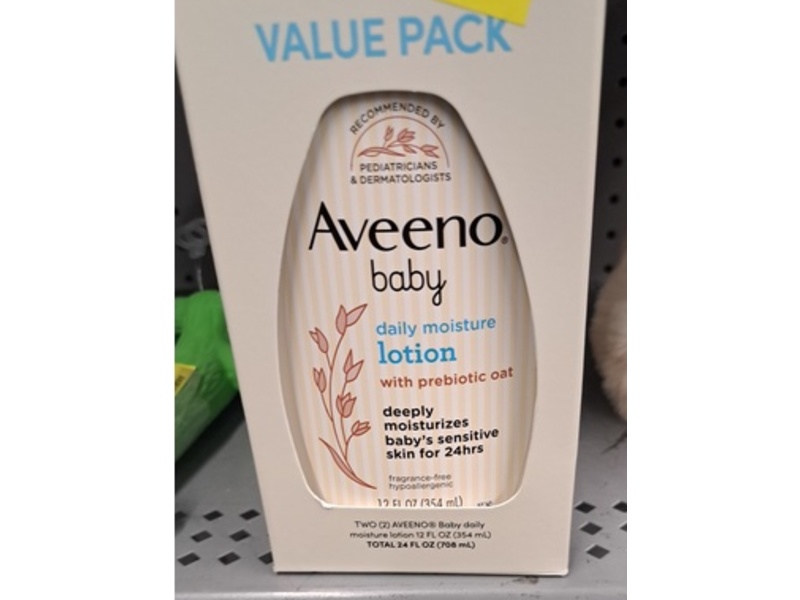 VALUE PACK
RECOMMENDED BY
PEDIATRICIANS
& DERMATOLOGISTS
Aveeno®
baby
daily moisture
lotion
with prebiotic oat
deeply
moisturizes
baby's sensitive
skin for 24hrs
fragrance-free
hypoallergenic
12 FL OZ (354 mL)
TWO (2) AVEENO® Baby daily
moisture lotion 12 FL OZ (354 mL)
TOTAL 24 FL OZ (708 mL)